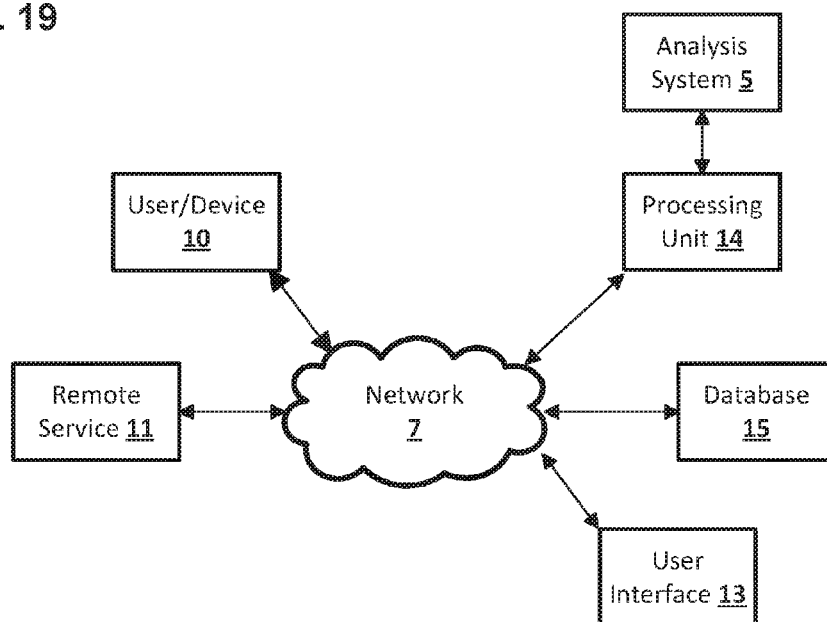 . 19
Analysis
System 5
User/Device
10
Processing
Unit 14
Remote
Service 11
Network
7
Database
15
User
Interface 13